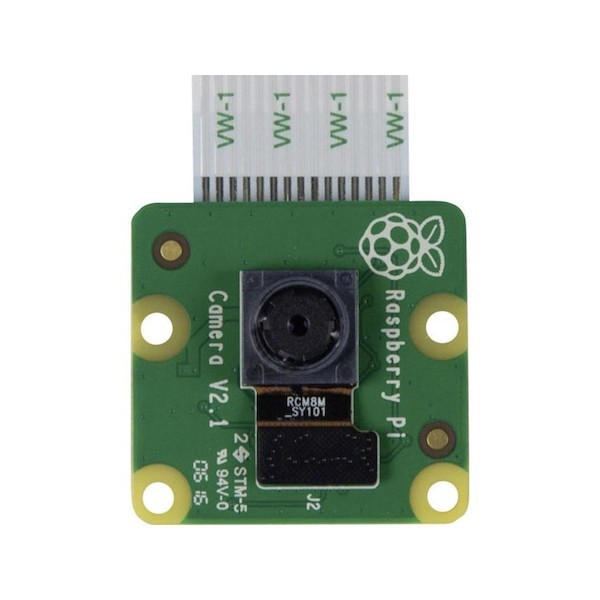 VW-1
VW-1
VW-1
VW-1
Raspberry Pi
Camera V2.1
RCM8M
_SY101
J2
2 STM-5
94V-0
0515